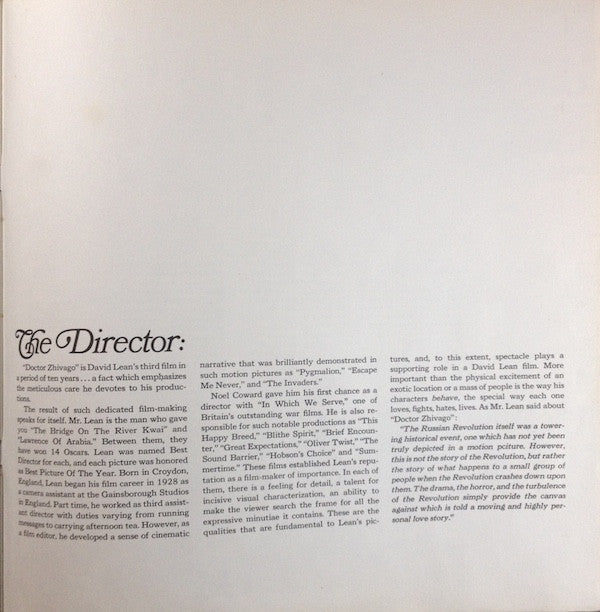 The Director:
"Doctor Zhivago" is David Lean's third film in
a period of ten years...a fact which emphasizes
the meticulous care he devotes to his produc-
tions.
The result of such dedicated film-making
speaks for itself. Mr. Lean is the man who gave
you "The Bridge On The River Kwai" and
"Lawrence Of Arabia." Between them, they
have won 14 Oscars. Lean was named Best
Director for each, and each picture was honored
as Best Picture Of The Year. Born in Croydon,
England, Lean began his film career in 1928 as
a camera assistant at the Gainsborough Studios
in England. Part time, he worked as third assist-
ant director with duties varying from running
messages to carrying afternoon tea. However, as
a film editor, he developed a sense of cinematic
narrative that was brilliantly demonstrated in
such motion pictures as "Pygmalion," "Escape
Me Never," and "The Invaders."
Noel Coward gave him his first chance as a
director with "In Which We Serve," one of
Britain's outstanding war films. He is also re-
sponsible for such notable productions as "This
Happy Breed," "Blithe Spirit," "Brief Encoun-
ter," "Great Expectations," "Oliver Twist," "The
Sound Barrier," "Hobson's Choice" and "Sum-
mertime." These films established Lean's repu-
tation as a film-maker of importance. In each of
them, there is a feeling for detail, a talent for
incisive visual characterization, an ability to
make the viewer search the frame for all the
expressive minutiae it contains. These are the
qualities that are fundamental to Lean's pic-
tures, and, to this extent, spectacle plays a
supporting role in a David Lean film. More
important than the physical excitement of an
exotic location or a mass of people is the way his
characters behave, the special way each one
loves, fights, hates, lives. As Mr. Lean said about
"Doctor Zhivago":
"The Russian Revolution itself was a tower-
ing historical event, one which has not yet been
truly depicted in a motion pciture. However,
this is not the story of the Revolution, but rather
the story of what happens to a small group of
people when the Revolution crashes down upon
them. The drama, the horror, and the turbulence
of the Revolution simply provide the canvas
against which is told a moving and highly per-
sonal love story."